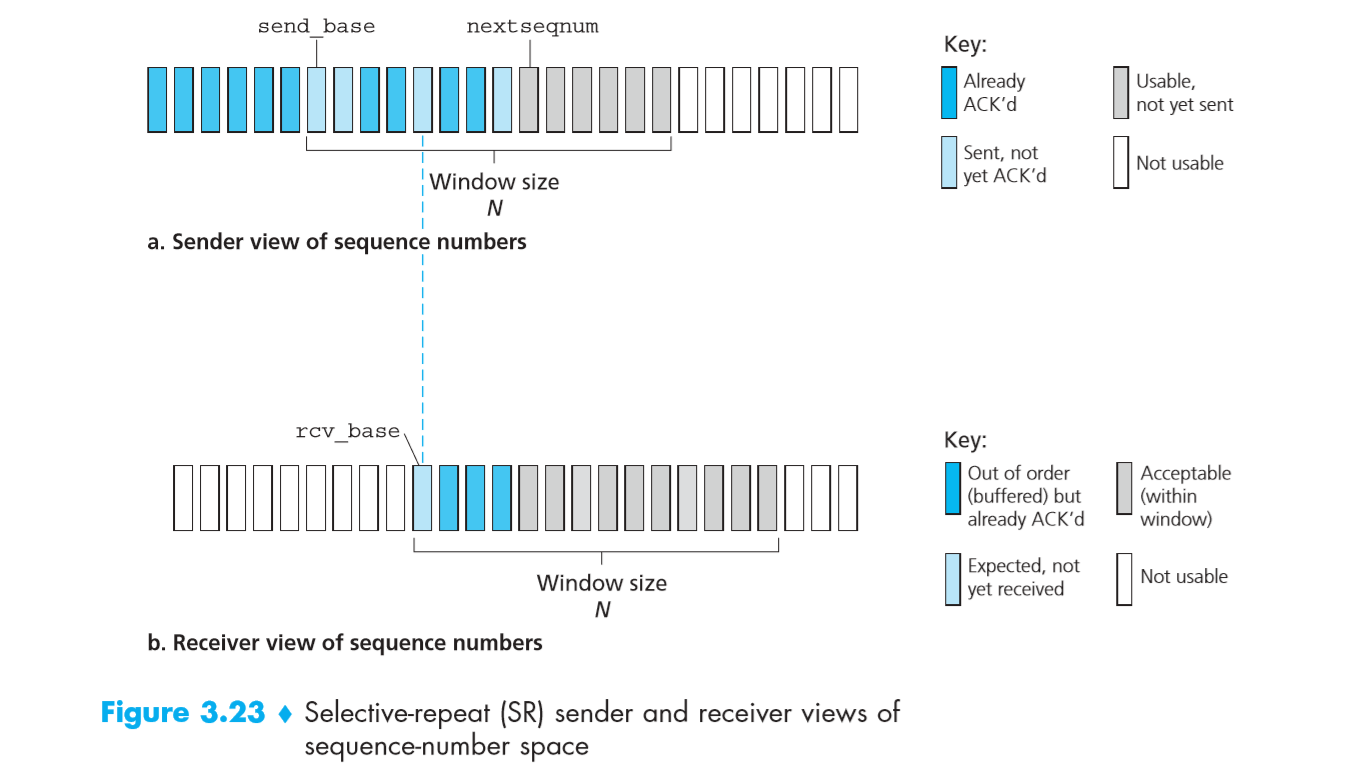 send_base
nextseqnum
Window size
N
a. Sender view of sequence numbers
Key:
Already
ACK’d
Usable,
not yet sent
Sent, not
yet ACK’d
Not usable
rcv_base
Window size
N
b. Receiver view of sequence numbers
Key:
Out of order
(buffered) but
already ACK’d
Acceptable
(within
window)
Expected, not
yet received
Not usable
Figure 3.23 ♦ Selective-repeat (SR) sender and receiver views of
sequence-number space